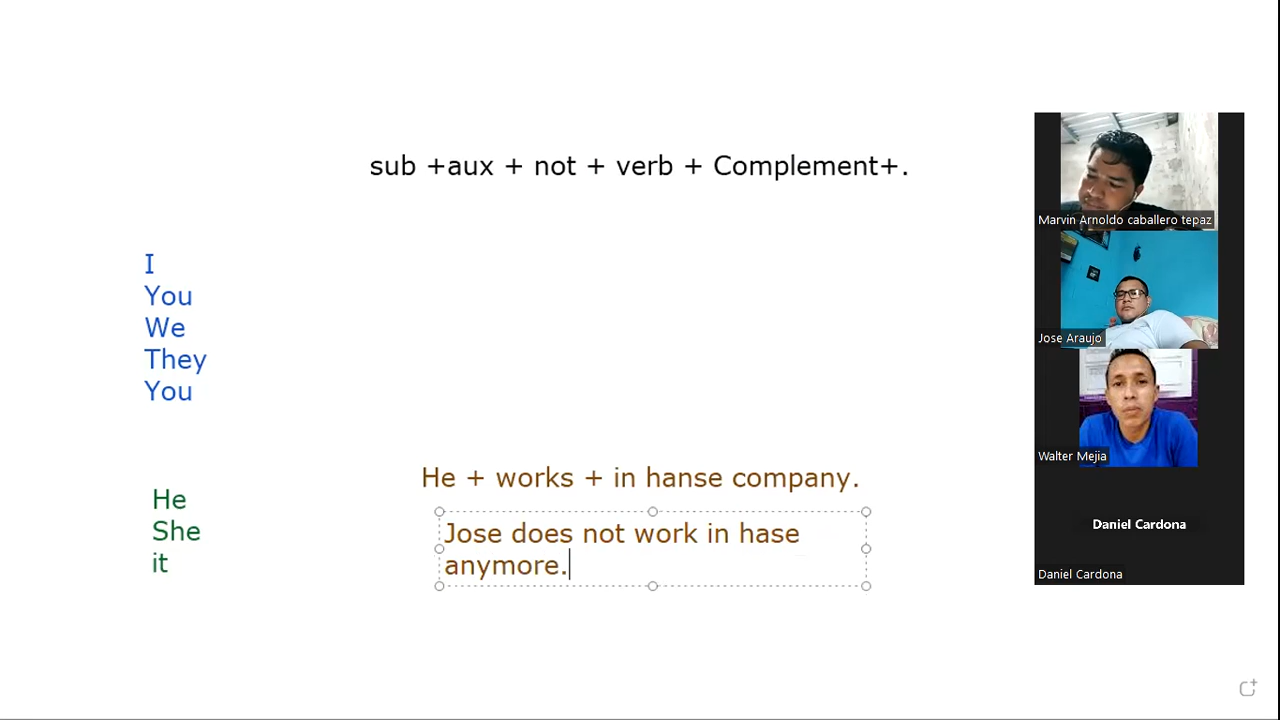 sub +aux + not + verb + Complement+.
I
You
We
They
You
He + works + in hanse company.
He
She
it
Jose does not work in hase
anymore.
Marvin Arnoldo caballero tepaz
Jose Araujo
Walter Mejia
Daniel Cardona
Daniel Cardona